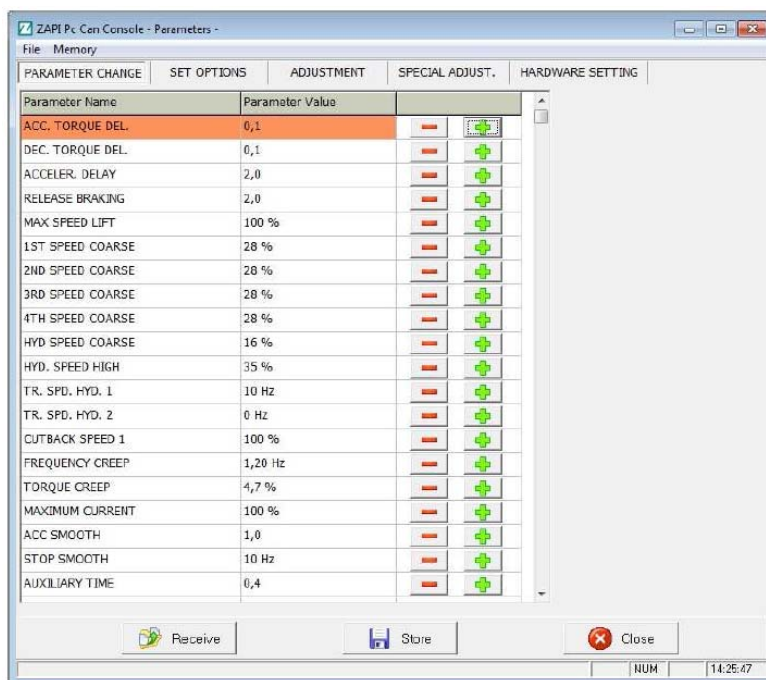 ZAPI Pc Can Console - Parameters -
File Memory
PARAMETER CHANGE SET OPTIONS ADJUSTMENT SPECIAL ADJUST. HARDWARE SETTING
Parameter Name Parameter Value
ACC. TORQUE DEL. 0,1
DEC. TORQUE DEL. 0,1
ACCELER. DELAY 2,0
RELEASE BRAKING 2,0
MAX SPEED LIFT 100 %
1ST SPEED COARSE 28 %
2ND SPEED COARSE 28 %
3RD SPEED COARSE 28 %
4TH SPEED COARSE 28 %
HYD SPEED COARSE 16 %
HYD. SPEED HIGH 35 %
TR. SPD. HYD. 1 10 Hz
TR. SPD. HYD. 2 0 Hz
CUTBACK SPEED 1 100 %
FREQUENCY CREEP 1,20 Hz
TORQUE CREEP 4,7 %
MAXIMUM CURRENT 100 %
ACC SMOOTH 1,0
STOP SMOOTH 10 Hz
AUXILIARY TIME 0,4
Receive Store Close
NUM 14:25:47